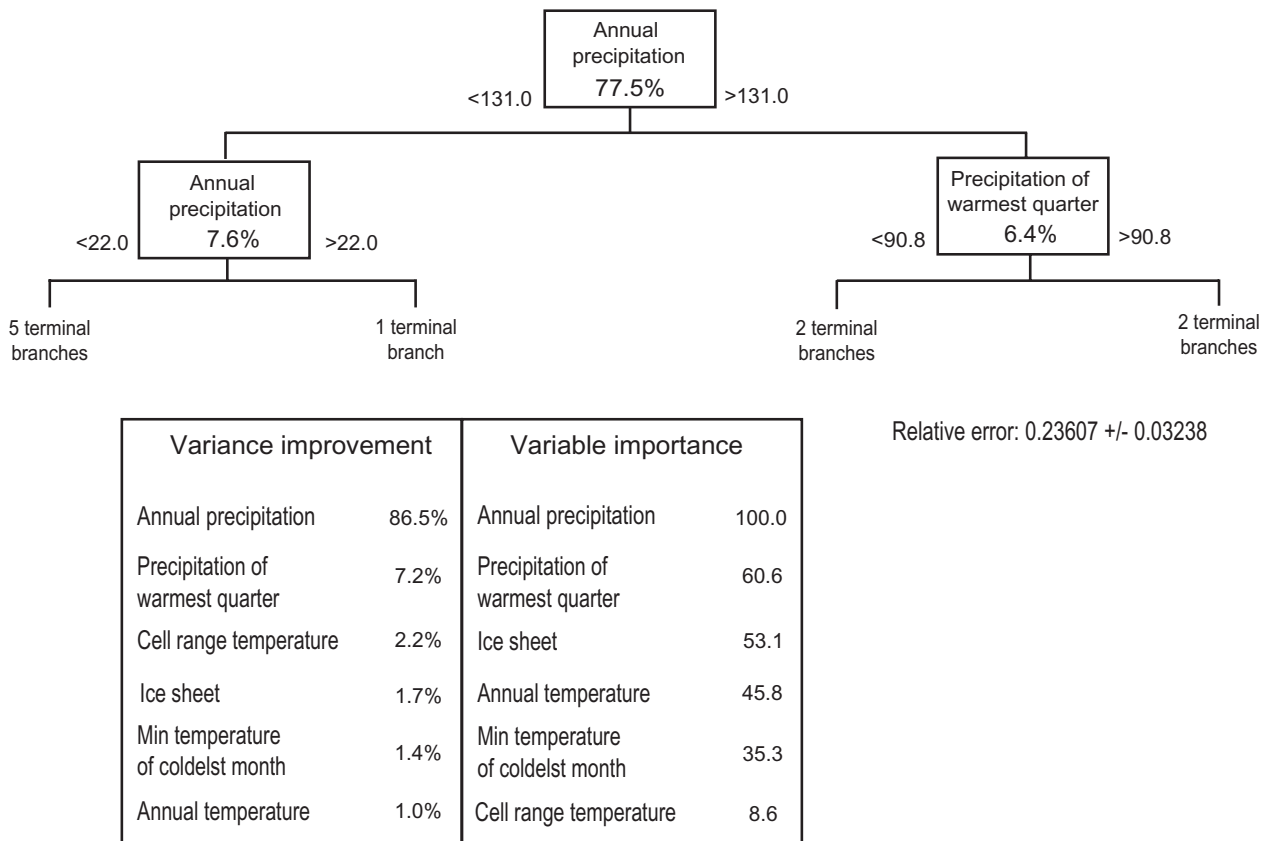 Annual
precipitation
77.5%
<131.0
>131.0
Annual
precipitation
7.6%
<22.0
>22.0
Precipitation of
warmest quarter
6.4%
<90.8
>90.8
5 terminal
branches
1 terminal
branch
2 terminal
branches
2 terminal
branches
Relative error: 0.23607 +/- 0.03238
Variance improvement
Annual precipitation 86.5%
Precipitation of
warmest quarter 7.2%
Cell range temperature 2.2%
Ice sheet 1.7%
Min temperature
of coldelst month 1.4%
Annual temperature 1.0%
Variable importance
Annual precipitation 100.0
Precipitation of
warmest quarter 60.6
Ice sheet 53.1
Annual temperature 45.8
Min temperature
of coldelst month 35.3
Cell range temperature 8.6